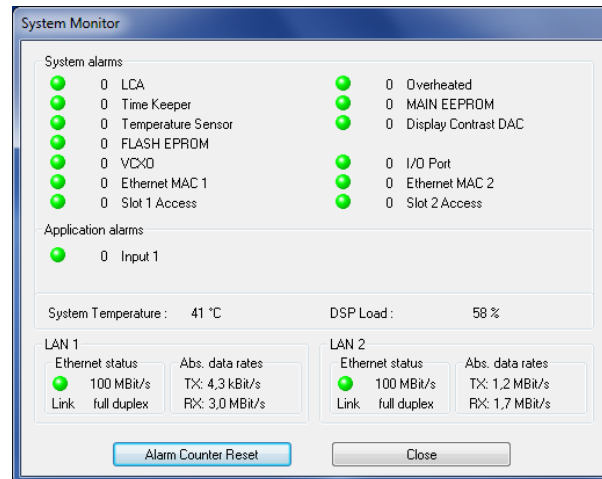 System Monitor
System alarms
0 LCA
0 Overheated
0 Time Keeper
0 MAIN EEPROM
0 Temperature Sensor
0 Display Contrast DAC
0 FLASH EPROM
0 VCXO
0 I/O Port
0 Ethernet MAC 1
0 Ethernet MAC 2
0 Slot 1 Access
0 Slot 2 Access
Application alarms
0 Input 1
System Temperature : 41 °C
DSP Load : 58 %
LAN 1
Ethernet status
100 MBit/s
Link full duplex
Abs. data rates
TX: 4,3 kBit/s
RX: 3,0 MBit/s
LAN 2
Ethernet status
100 MBit/s
Link full duplex
Abs. data rates
TX: 1,2 MBit/s
RX: 1,7 MBit/s
Alarm Counter Reset
Close